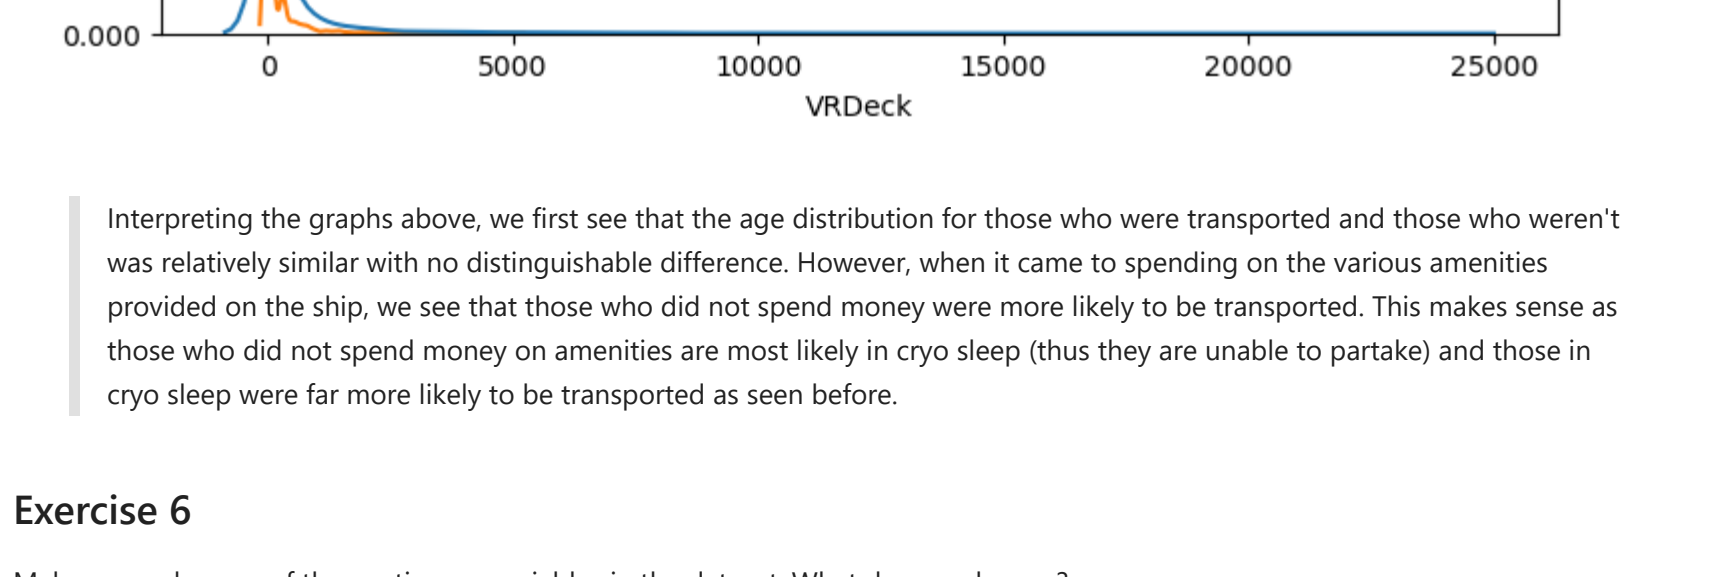 0.000
0 5000 10000 15000 20000 25000
VRDeck
Interpreting the graphs above, we first see that the age distribution for those who were transported and those who weren't
was relatively similar with no distinguishable difference. However, when it came to spending on the various amenities
provided on the ship, we see that those who did not spend money were more likely to be transported. This makes sense as
those who did not spend money on amenities are most likely in cryo sleep (thus they are unable to partake) and those in
cryo sleep were far more likely to be transported as seen before.
Exercise 6